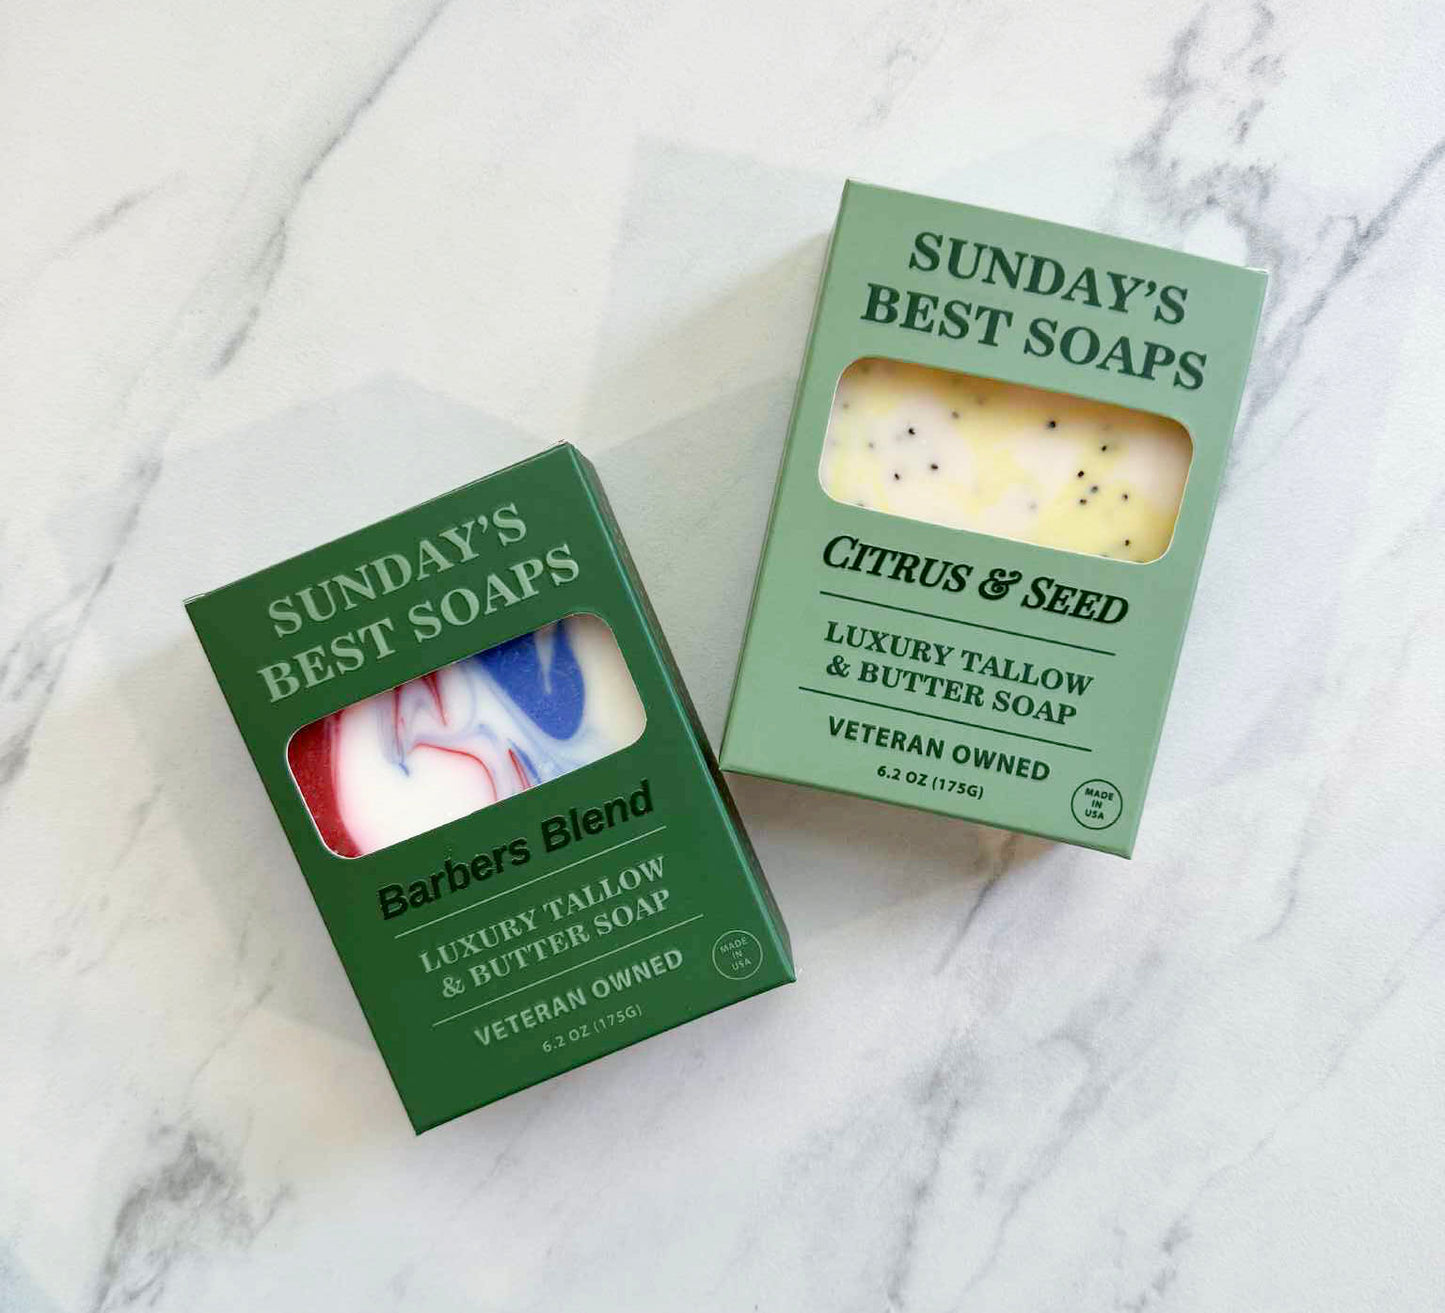 SUNDAY'S
BEST SOAPS
Barbers Blend
LUXURY TALLOW
& BUTTER SOAP
VETERAN OWNED
6.2 OZ (175G)
MADE
IN
USA
SUNDAY'S
BEST SOAPS
CITRUS & SEED
LUXURY TALLOW
& BUTTER SOAP
VETERAN OWNED
6.2 OZ (175G)
MADE
IN
USA